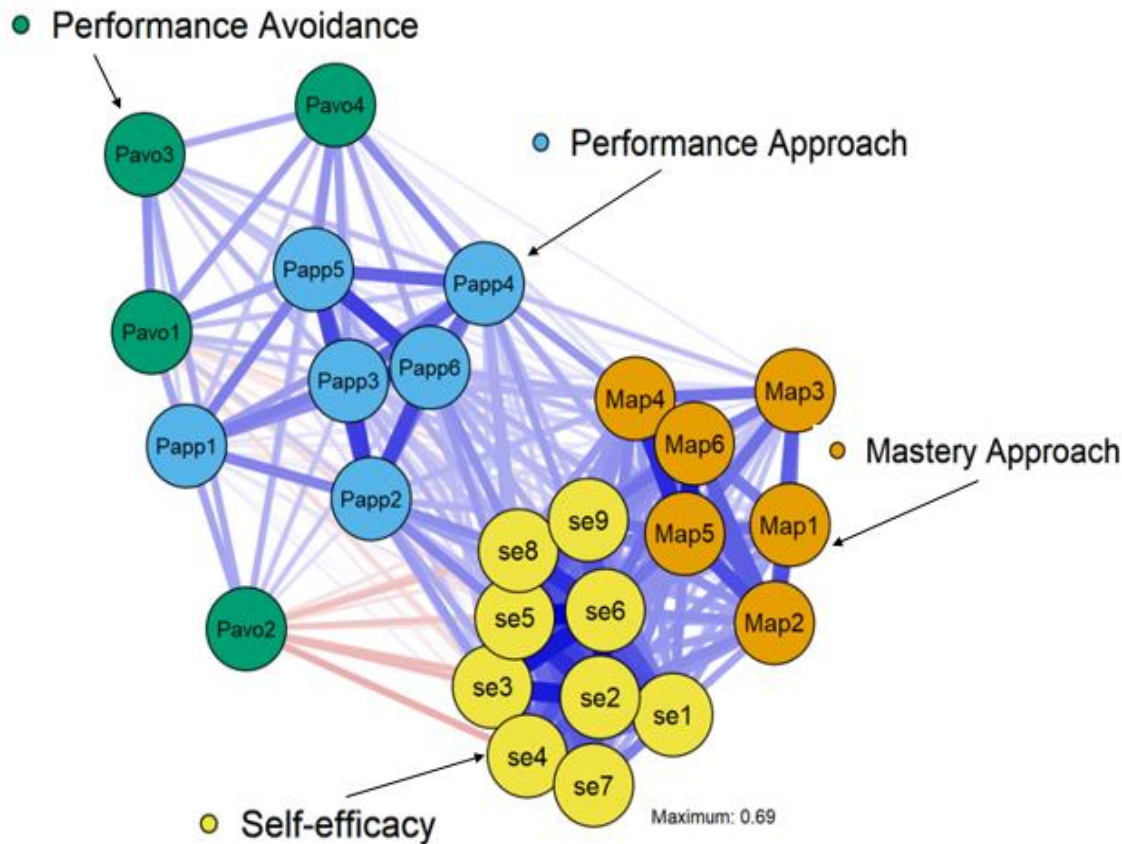 Performance Avoidance
Pavo4
Pavo3
Performance Approach
Papp5
Papp4
Pavo1
Papp3
Papp6
Map4
Map3
Papp1
Map6
Mastery Approach
Papp2
se9
Map5
Map1
se8
se5
se6
Map2
Pavo2
se3
se2
se1
se4
se7
Self-efficacy
Maximum: 0.69